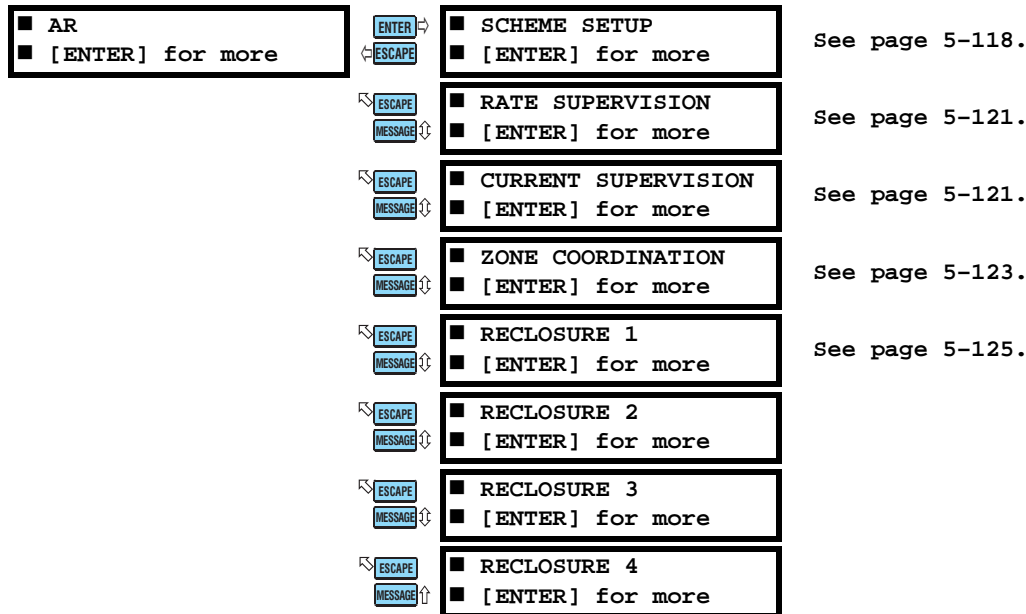 ■ AR
■ [ENTER] for more
ENTER
ESCAPE
■ SCHEME SETUP
■ [ENTER] for more
See page 5–118.
ESCAPE
MESSAGE
■ RATE SUPERVISION
■ [ENTER] for more
See page 5–121.
ESCAPE
MESSAGE
■ CURRENT SUPERVISION
■ [ENTER] for more
See page 5–121.
ESCAPE
MESSAGE
■ ZONE COORDINATION
■ [ENTER] for more
See page 5–123.
ESCAPE
MESSAGE
■ RECLOSURE 1
■ [ENTER] for more
See page 5–125.
ESCAPE
MESSAGE
■ RECLOSURE 2
■ [ENTER] for more
ESCAPE
MESSAGE
■ RECLOSURE 3
■ [ENTER] for more
ESCAPE
MESSAGE
■ RECLOSURE 4
■ [ENTER] for more